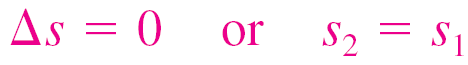 Δs = 0 or s₂ = s₁